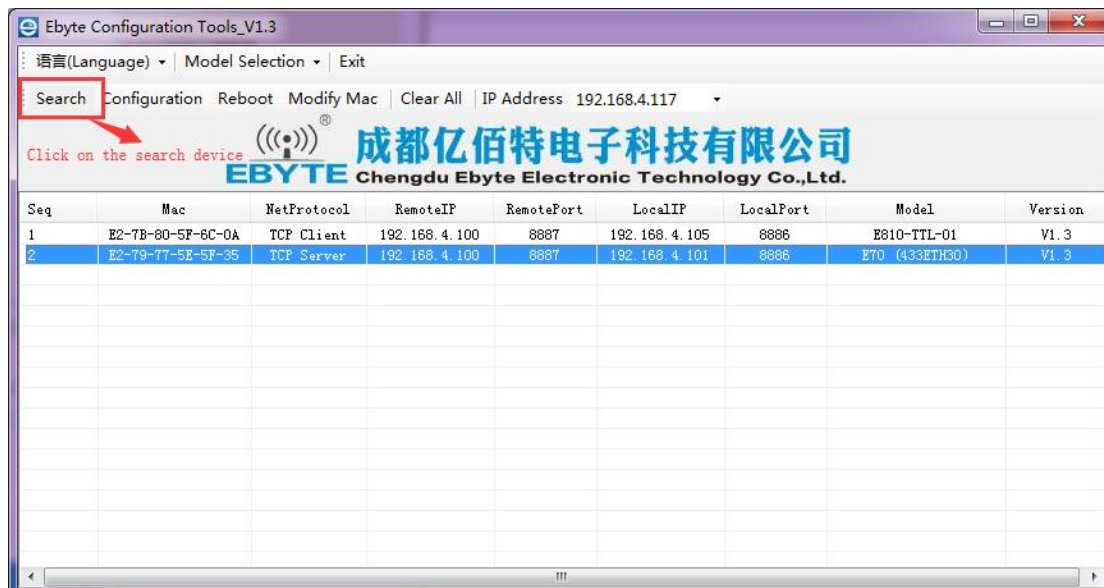 Ebyte Configuration Tools_V1.3
语言(Language) Model Selection Exit
Search Configuration Reboot Modify Mac Clear All IP Address 192.168.4.117
Click on the search device
®
成都亿佰特电子科技有限公司
EBYTE Chengdu Ebyte Electronic Technology Co.,Ltd.
Seq Mac NetProtocol RemoteIP RemotePort LocalIP LocalPort Model Version
1 E2-7B-80-5F-6C-0A TCP Client 192.168.4.100 8887 192.168.4.105 8886 E810-TTL-01 V1.3
2 E2-79-77-5E-5F-35 TCP Server 192.168.4.100 8887 192.168.4.101 8886 E70 (433ETH30) V1.3